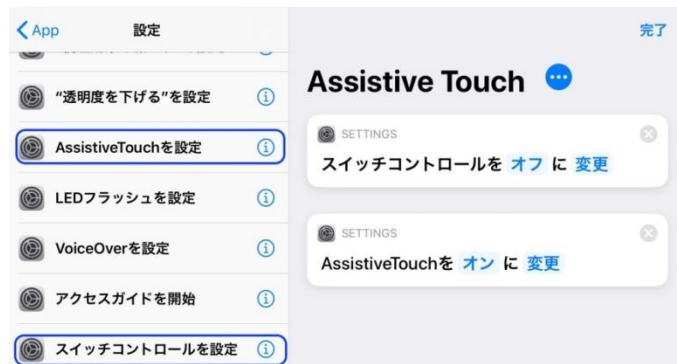 App
設定
"透明度を下げる"を設定
AssistiveTouchを設定
LEDフラッシュを設定
VoiceOverを設定
アクセスガイドを開始
スイッチコントロールを設定
完了
Assistive Touch
SETTINGS
スイッチコントロールを オフ に 変更
SETTINGS
AssistiveTouchを オン に 変更